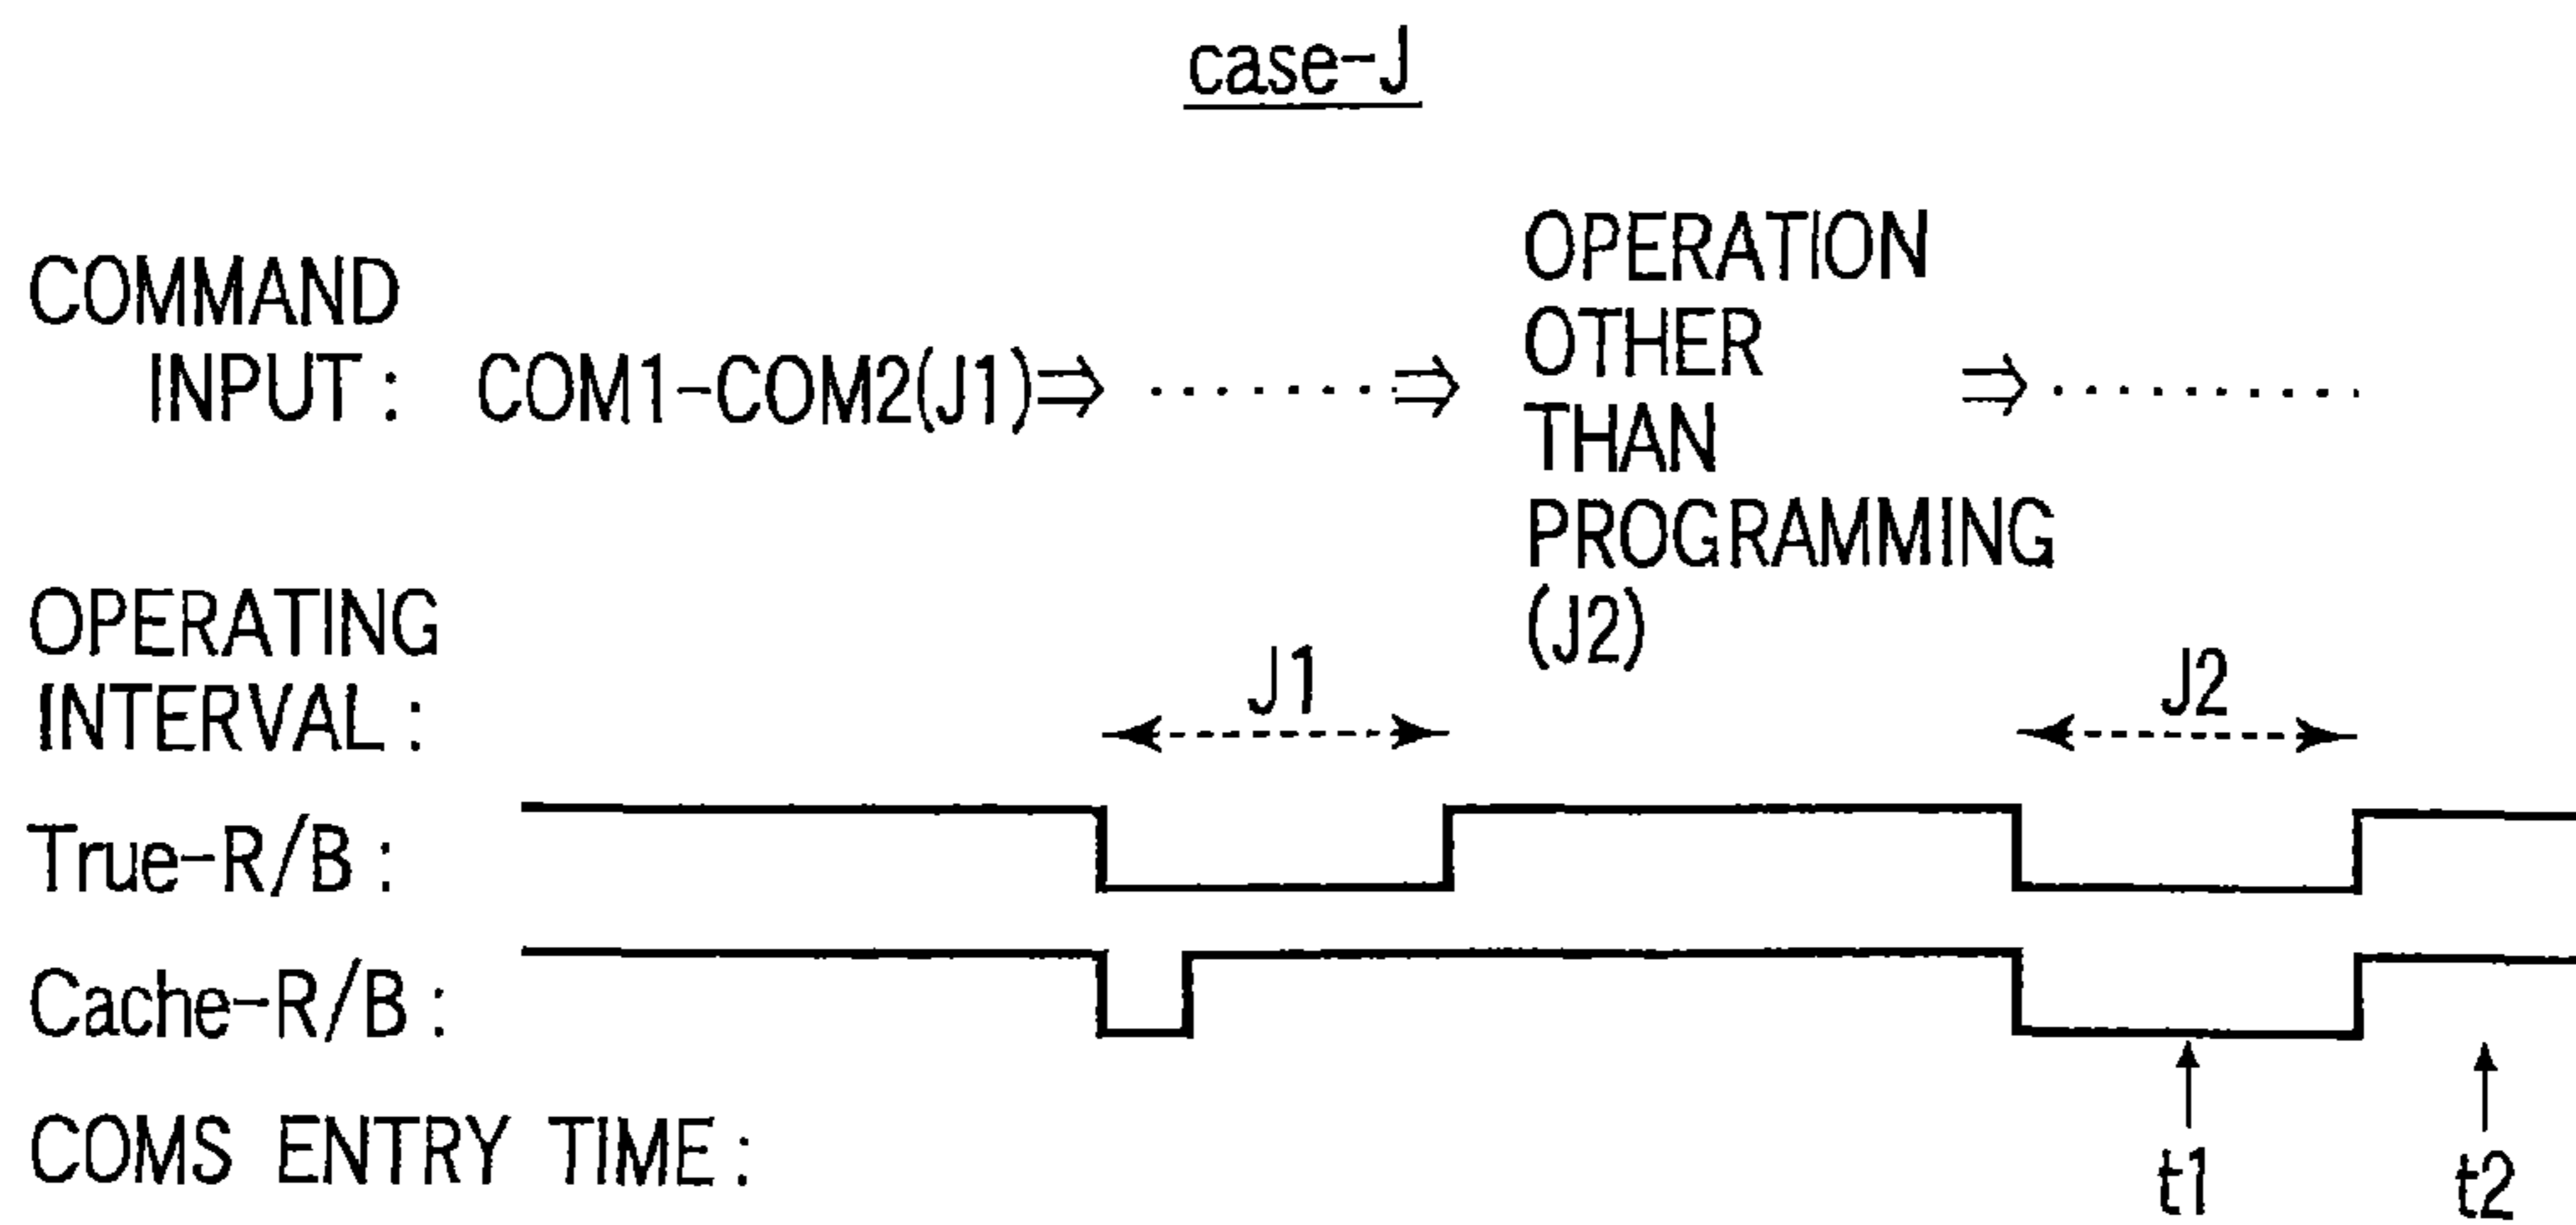 case-J
COMMAND
INPUT : COM1-COM2(J1)⇒ ········⇒
OPERATION
OTHER
THAN
PROGRAMMING
(J2)
⇒··········
OPERATING
INTERVAL :
J1
J2
True-R/B :
Cache-R/B :
COMS ENTRY TIME :
t1
t2